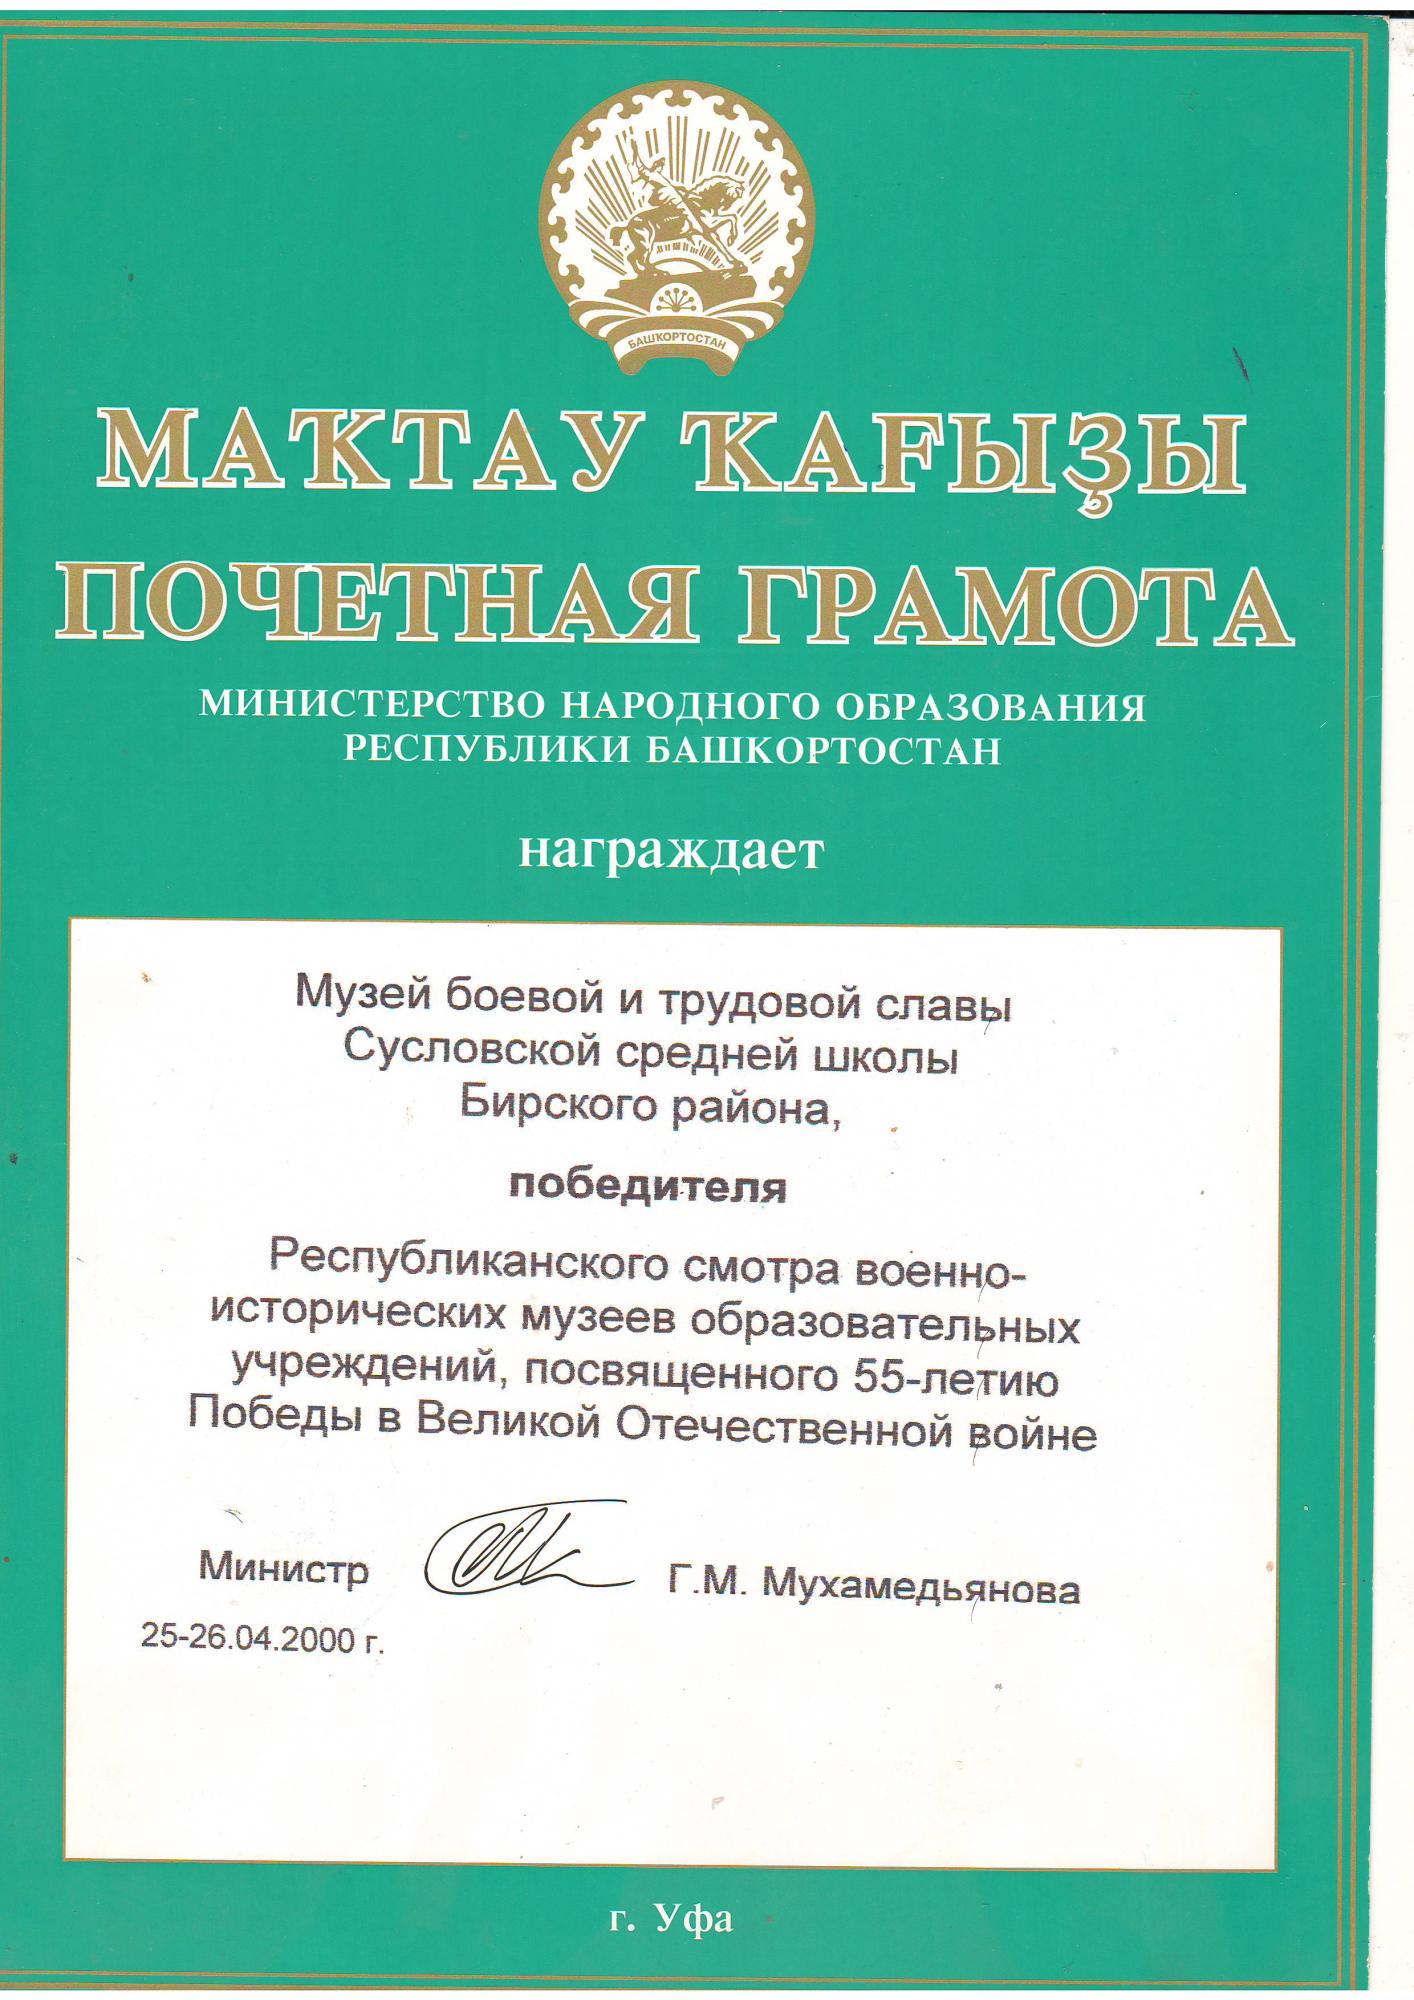 БАШҠОРТОСТАН
МАҠТАУ ҠАҒЫҘЫ
ПОЧЕТНАЯ ГРАМОТА
МИНИСТЕРСТВО НАРОДНОГО ОБРАЗОВАНИЯ
РЕСПУБЛИКИ БАШКОРТОСТАН
награждает
Музей боевой и трудовой славы
Сусловской средней школы
Бирского района,
победителя
Республиканского смотра военно-
исторических музеев образовательных
учреждений, посвященного 55-летию
Победы в Великой Отечественной войне
Министр Г.М. Мухамедьянова
25-26.04.2000 г.
г. Уфа